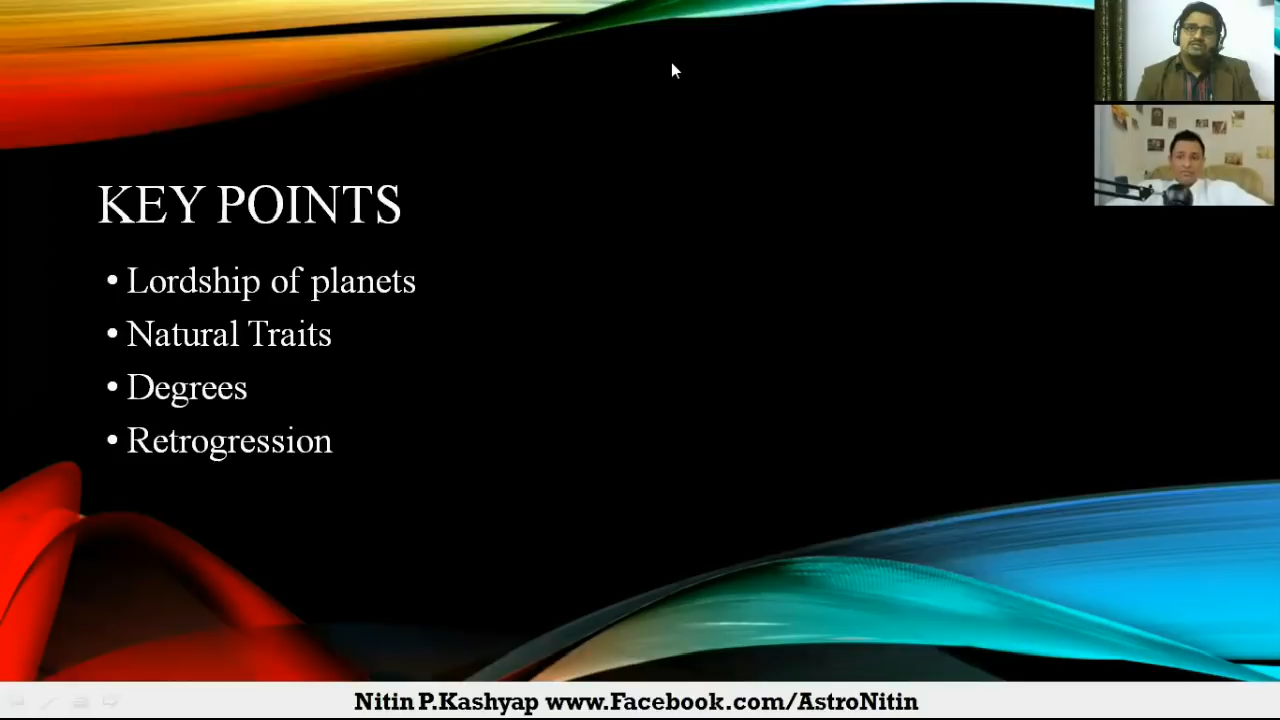 KEY POINTS
• Lordship of planets
• Natural Traits
• Degrees
• Retrogression
Nitin P.Kashyap www.Facebook.com/AstroNitin